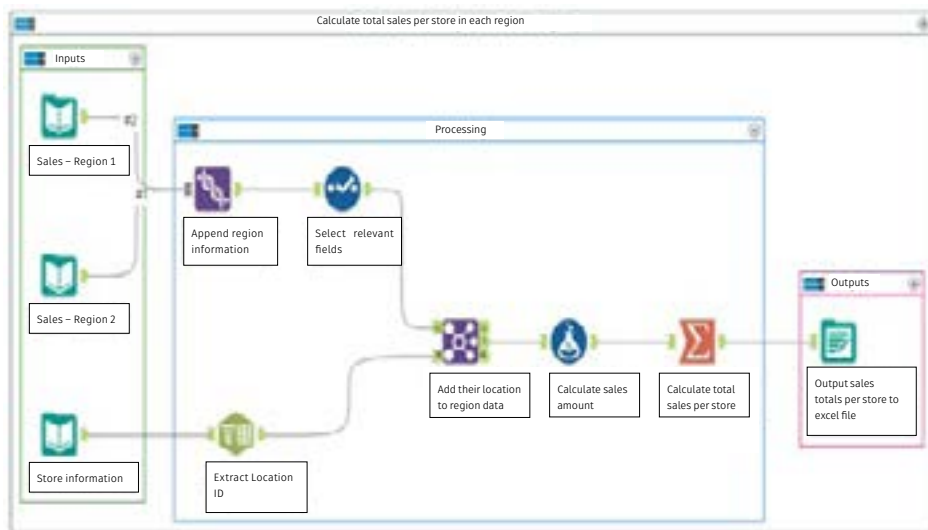 Calculate total sales per store in each region
Inputs
Sales – Region 1
Sales – Region 2
Store information
Processing
Append region
information
Select relevant
fields
Extract Location
ID
Add their location
to region data
Calculate sales
amount
Calculate total
sales per store
Outputs
Output sales
totals per store to
excel file